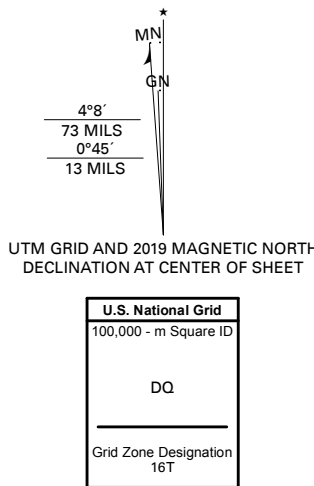 MN
GN
4°8´
73 MILS
0°45´
13 MILS
UTM GRID AND 2019 MAGNETIC NORTH
DECLINATION AT CENTER OF SHEET
U.S. National Grid
100,000 - m Square ID
DQ
Grid Zone Designation
16T